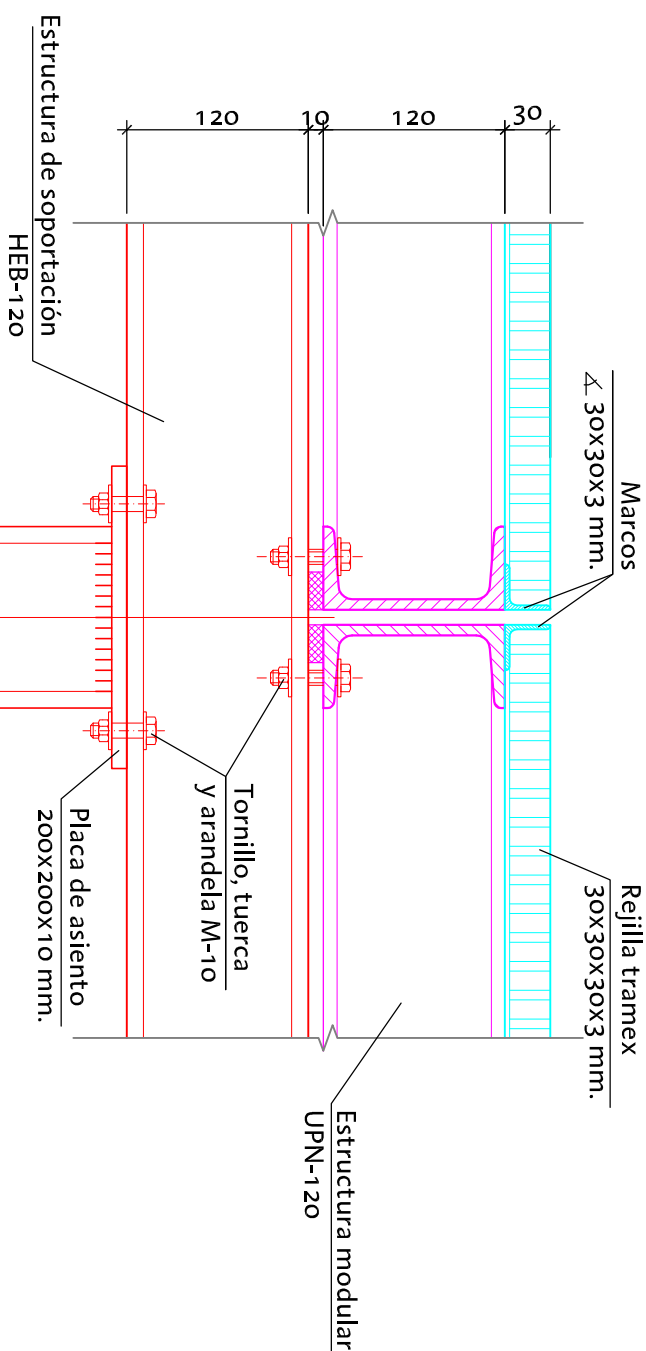 Marcos
∡ 30x30x3 mm.
Rejilla tramex
30x30x30x3 mm.
30
120
10
120
Estructura modular
UPN-120
Tornillo, tuerca
y arandela M-10
Placa de asiento
200x200x10 mm.
Estructura de soportación
HEB-120